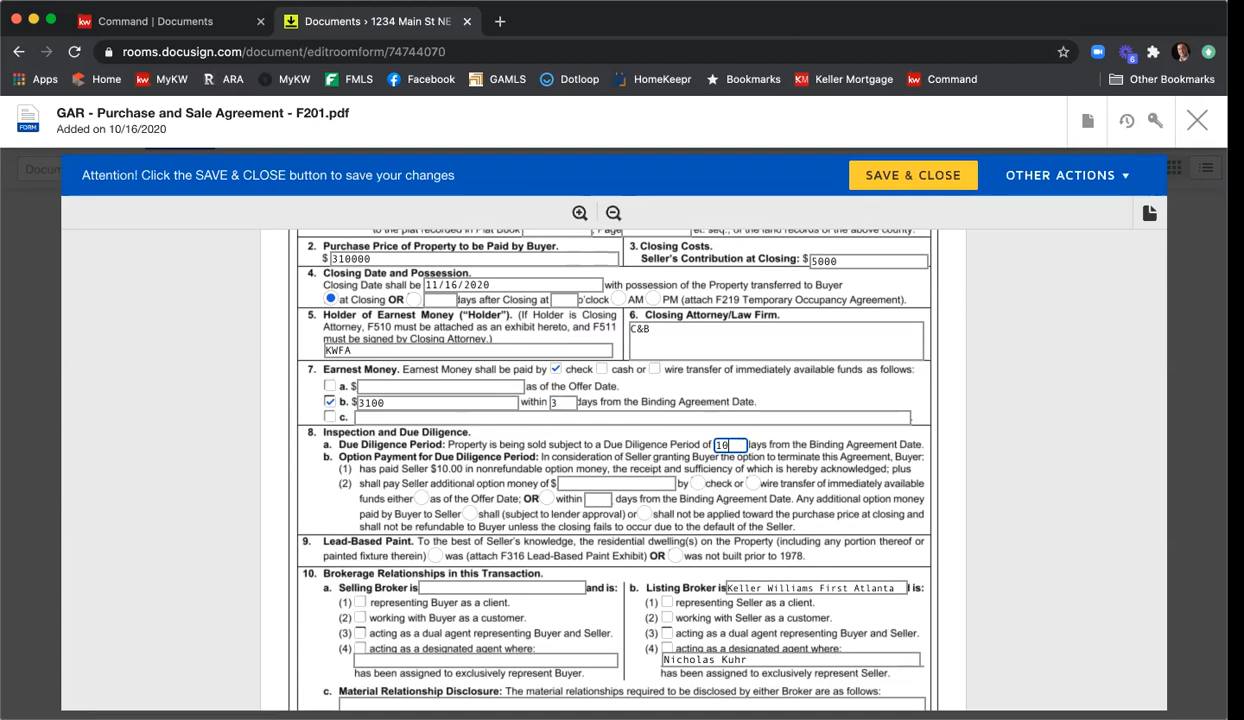 Command | Documents
Documents › 1234 Main St NE
rooms.docusign.com/document/editroomform/74744070
Apps Home kw MyKW R ARA MyKW FMLS Facebook GAMLS Dotloop HomeKeepr Bookmarks KM Keller Mortgage kw Command Other Bookmarks
GAR - Purchase and Sale Agreement - F201.pdf
FORM
Added on 10/16/2020
Attention! Click the SAVE & CLOSE button to save your changes
SAVE & CLOSE
OTHER ACTIONS
2. Purchase Price of Property to be Paid by Buyer.
$ 310000
3. Closing Costs.
Seller's Contribution at Closing: $ 5000
4. Closing Date and Possession.
Closing Date shall be 11/16/2020 with possession of the Property transferred to Buyer
at Closing OR days after Closing at o'clock AM PM (attach F219 Temporary Occupancy Agreement).
5. Holder of Earnest Money (“Holder”). (If Holder is Closing
Attorney, F510 must be attached as an exhibit hereto, and F511
must be signed by Closing Attorney.)
KWFA
6. Closing Attorney/Law Firm.
C&B
7. Earnest Money. Earnest Money shall be paid by check cash or wire transfer of immediately available funds as follows:
a. $ as of the Offer Date.
b. $ 3100 within 3 days from the Binding Agreement Date.
c.
8. Inspection and Due Diligence.
a. Due Diligence Period: Property is being sold subject to a Due Diligence Period of 10 days from the Binding Agreement Date.
b. Option Payment for Due Diligence Period: In consideration of Seller granting Buyer the option to terminate this Agreement, Buyer:
(1) has paid Seller $10.00 in nonrefundable option money, the receipt and sufficiency of which is hereby acknowledged; plus
(2) shall pay Seller additional option money of $ by check or wire transfer of immediately available
funds either as of the Offer Date; OR within days from the Binding Agreement Date. Any additional option money
paid by Buyer to Seller shall (subject to lender approval) or shall not be applied toward the purchase price at closing and
shall not be refundable to Buyer unless the closing fails to occur due to the default of the Seller.
9. Lead-Based Paint. To the best of Seller's knowledge, the residential dwelling(s) on the Property (including any portion thereof or
painted fixture therein) was (attach F316 Lead-Based Paint Exhibit) OR was not built prior to 1978.
10. Brokerage Relationships in this Transaction.
a. Selling Broker is and is:
(1) representing Buyer as a client.
(2) working with Buyer as a customer.
(3) acting as a dual agent representing Buyer and Seller.
(4) acting as a designated agent where:
has been assigned to exclusively represent Buyer.
b. Listing Broker is Keller Williams First Atlanta is:
(1) representing Seller as a client.
(2) working with Seller as a customer.
(3) acting as a dual agent representing Buyer and Seller.
(4) acting as a designated agent where:
Nicholas Kuhr
has been assigned to exclusively represent Seller.
c. Material Relationship Disclosure: The material relationships required to be disclosed by either Broker are as follows: